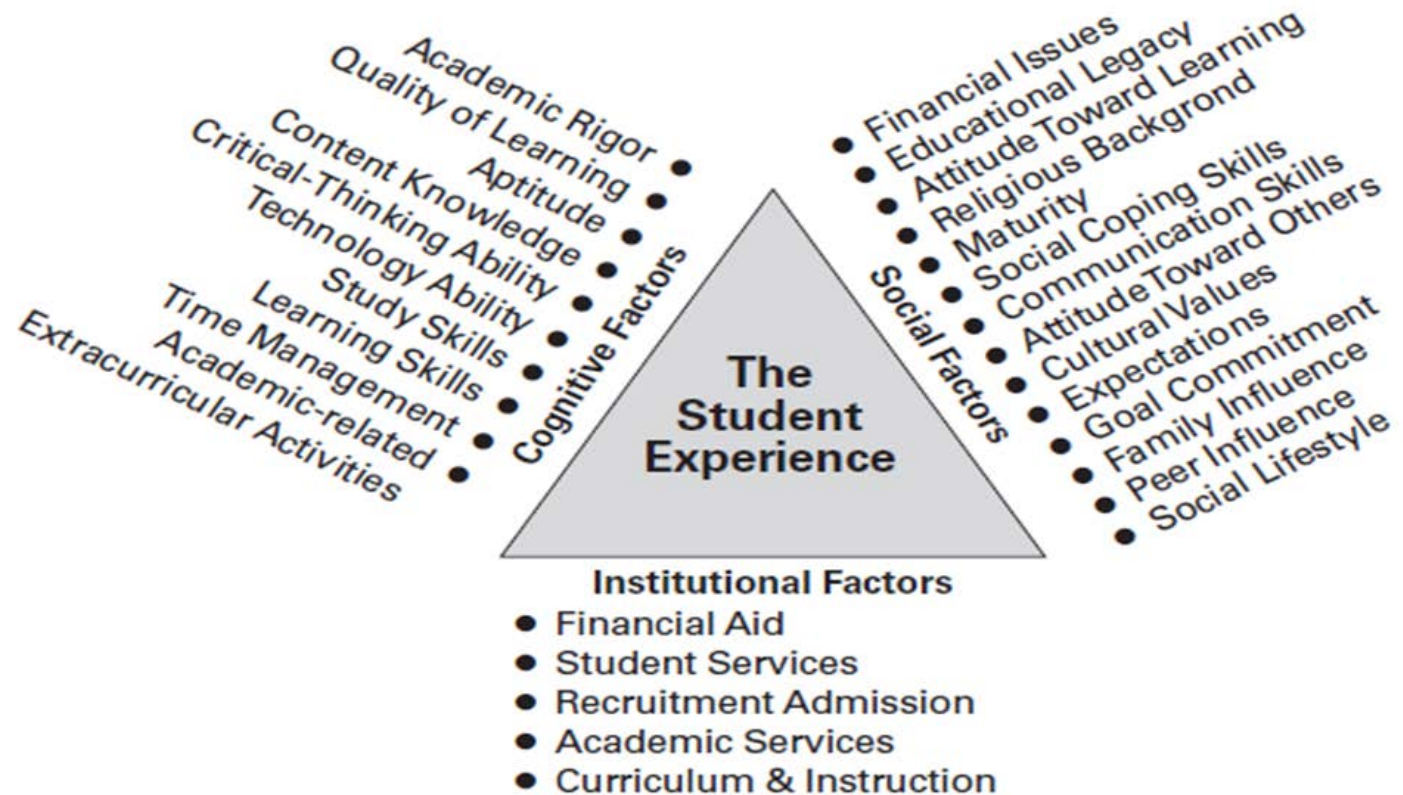 Academic Rigor ●
Quality of Learning ●
Aptitude ●
Content Knowledge ●
Critical-Thinking Ability ●
Technology Ability ●
Study Skills ●
Learning Skills ●
Time Management ●
Academic-related ●
Extracurricular Activities
Cognitive Factors
The
Student
Experience
Social Factors
● Financial Issues
● Educational Legacy
● Attitude Toward Learning
● Religious Backgrond
● Maturity
● Social Coping Skills
● Communication Skills
● Attitude Toward Others
● Cultural Values
● Expectations
● Goal Commitment
● Family Influence
● Peer Influence
● Social Lifestyle
Institutional Factors
● Financial Aid
● Student Services
● Recruitment Admission
● Academic Services
● Curriculum & Instruction